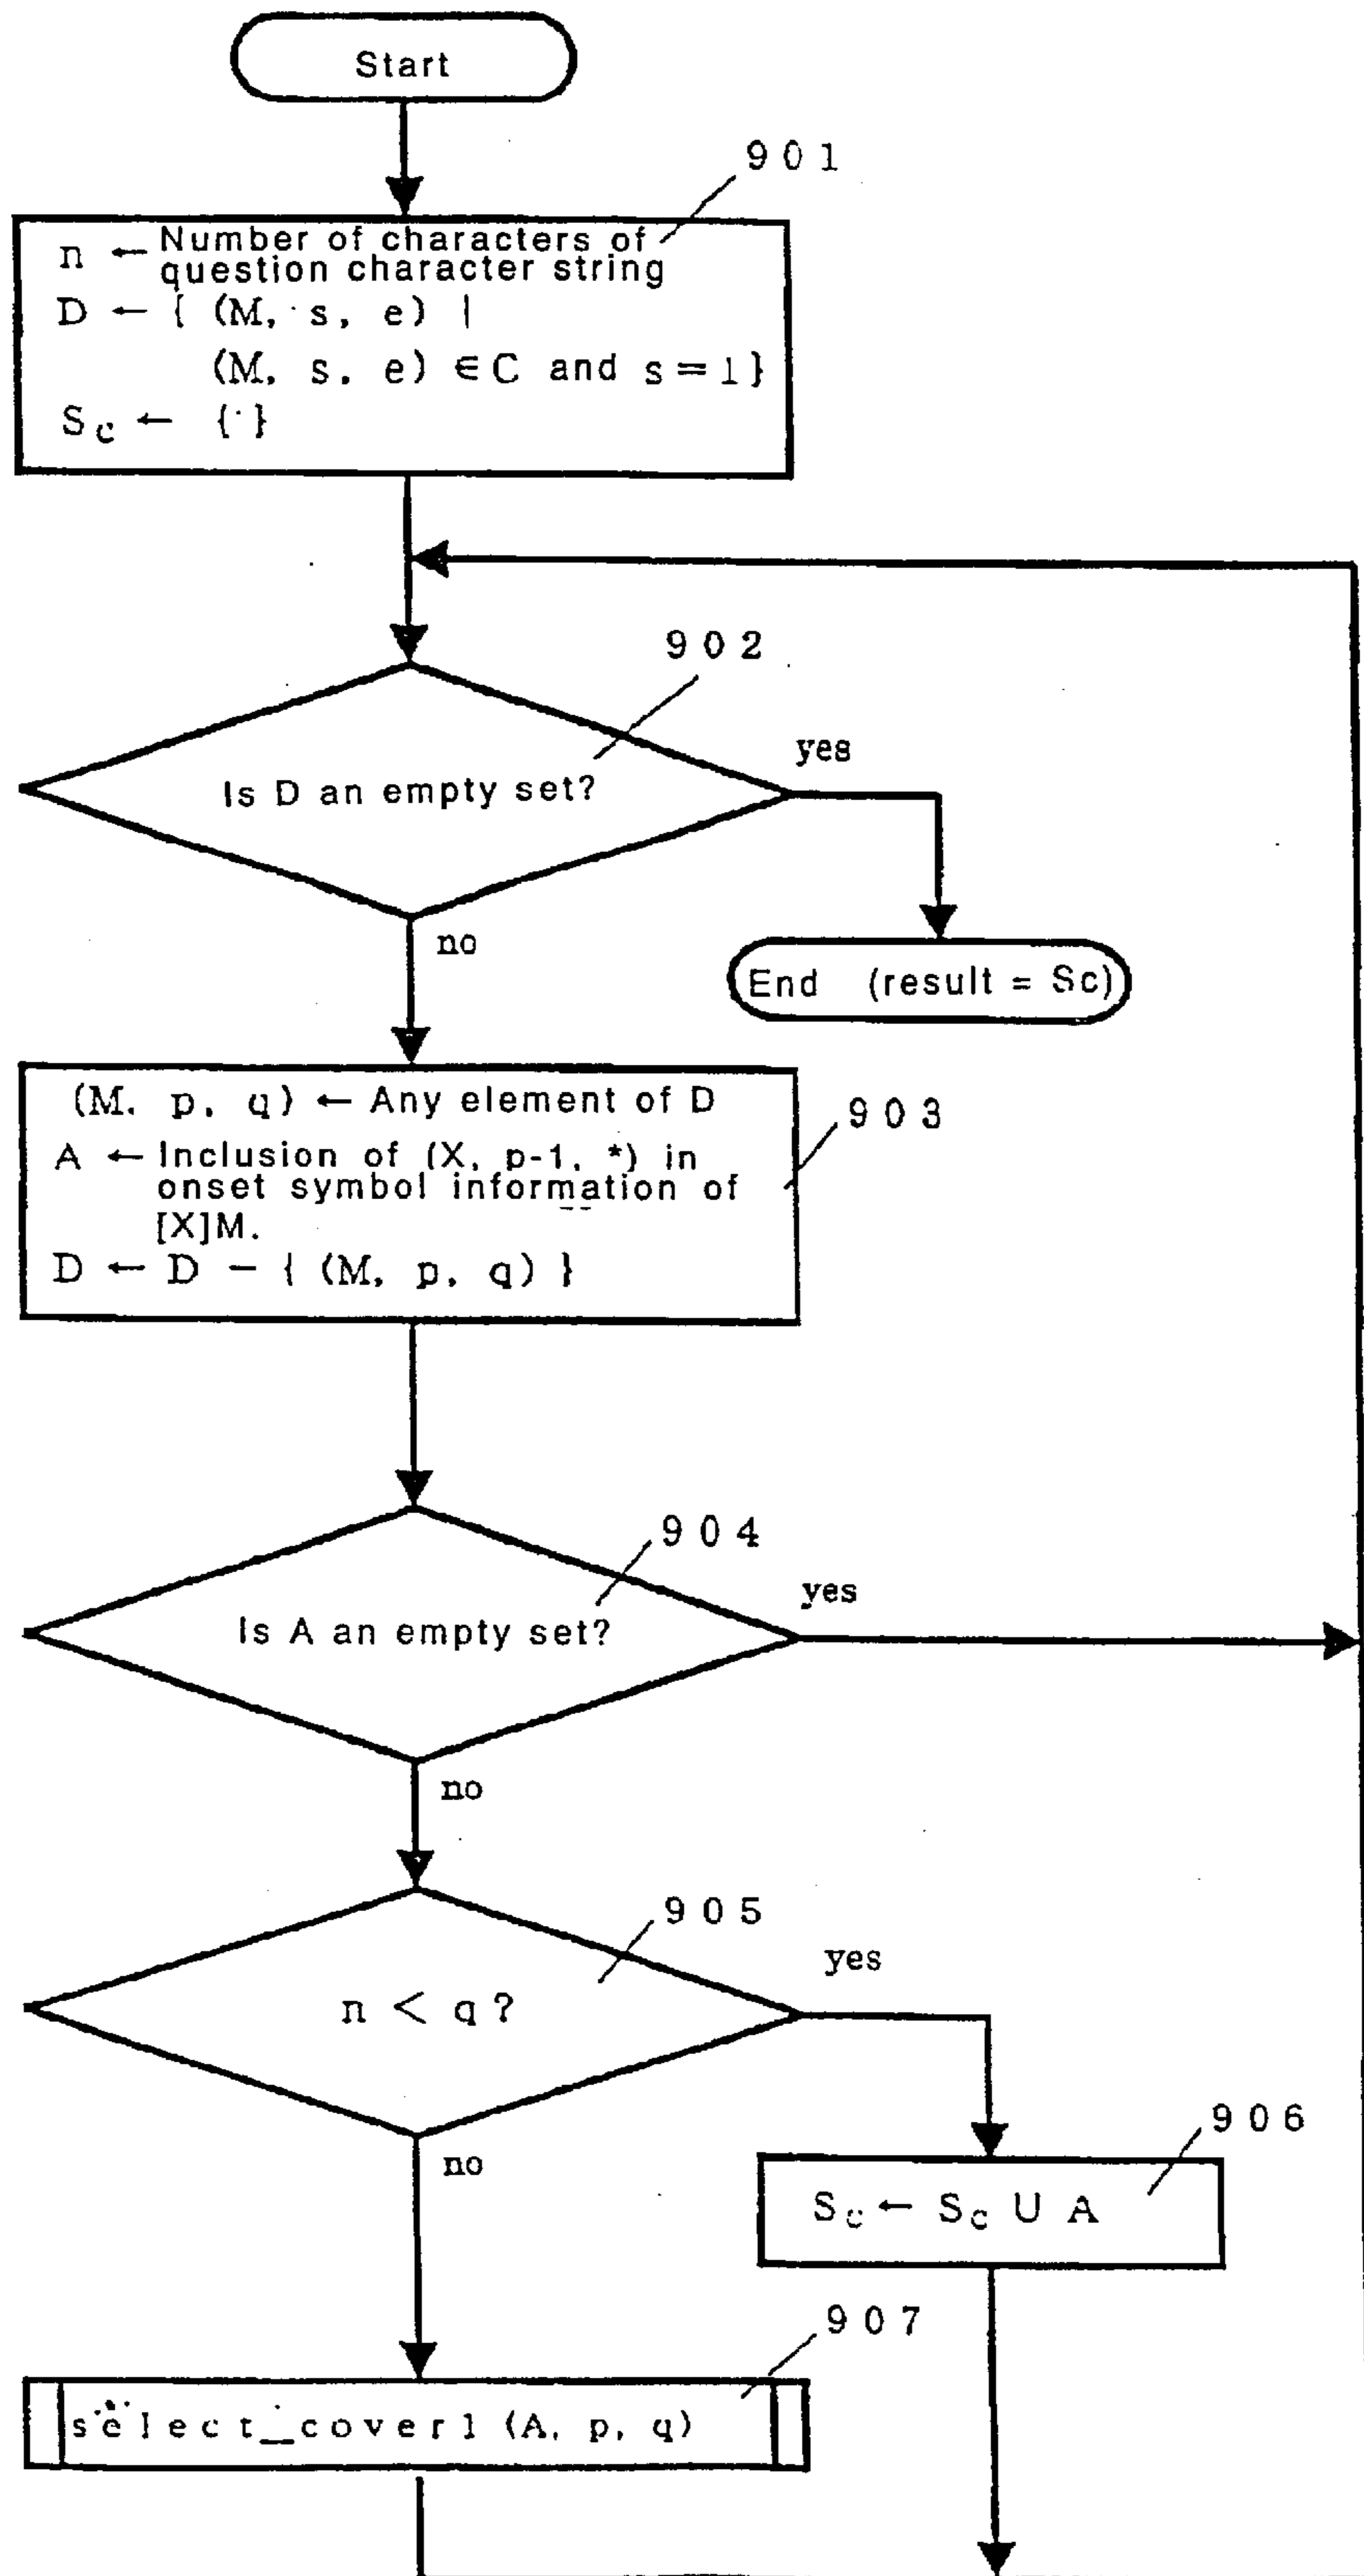 Start
901
n ← Number of characters of
question character string
D ← { (M, s, e) |
(M, s, e) ∈ C and s=1}
Sc ← { }
902
Is D an empty set?
yes
no
End (result = Sc)
(M, p, q) ← Any element of D
903
A ← Inclusion of (X, p-1, *) in
onset symbol information of
[X]M.
D ← D − { (M, p, q) }
904
Is A an empty set?
yes
no
905
n < q?
yes
no
906
Sc ← Sc U A
907
select_cover1 (A, p, q)